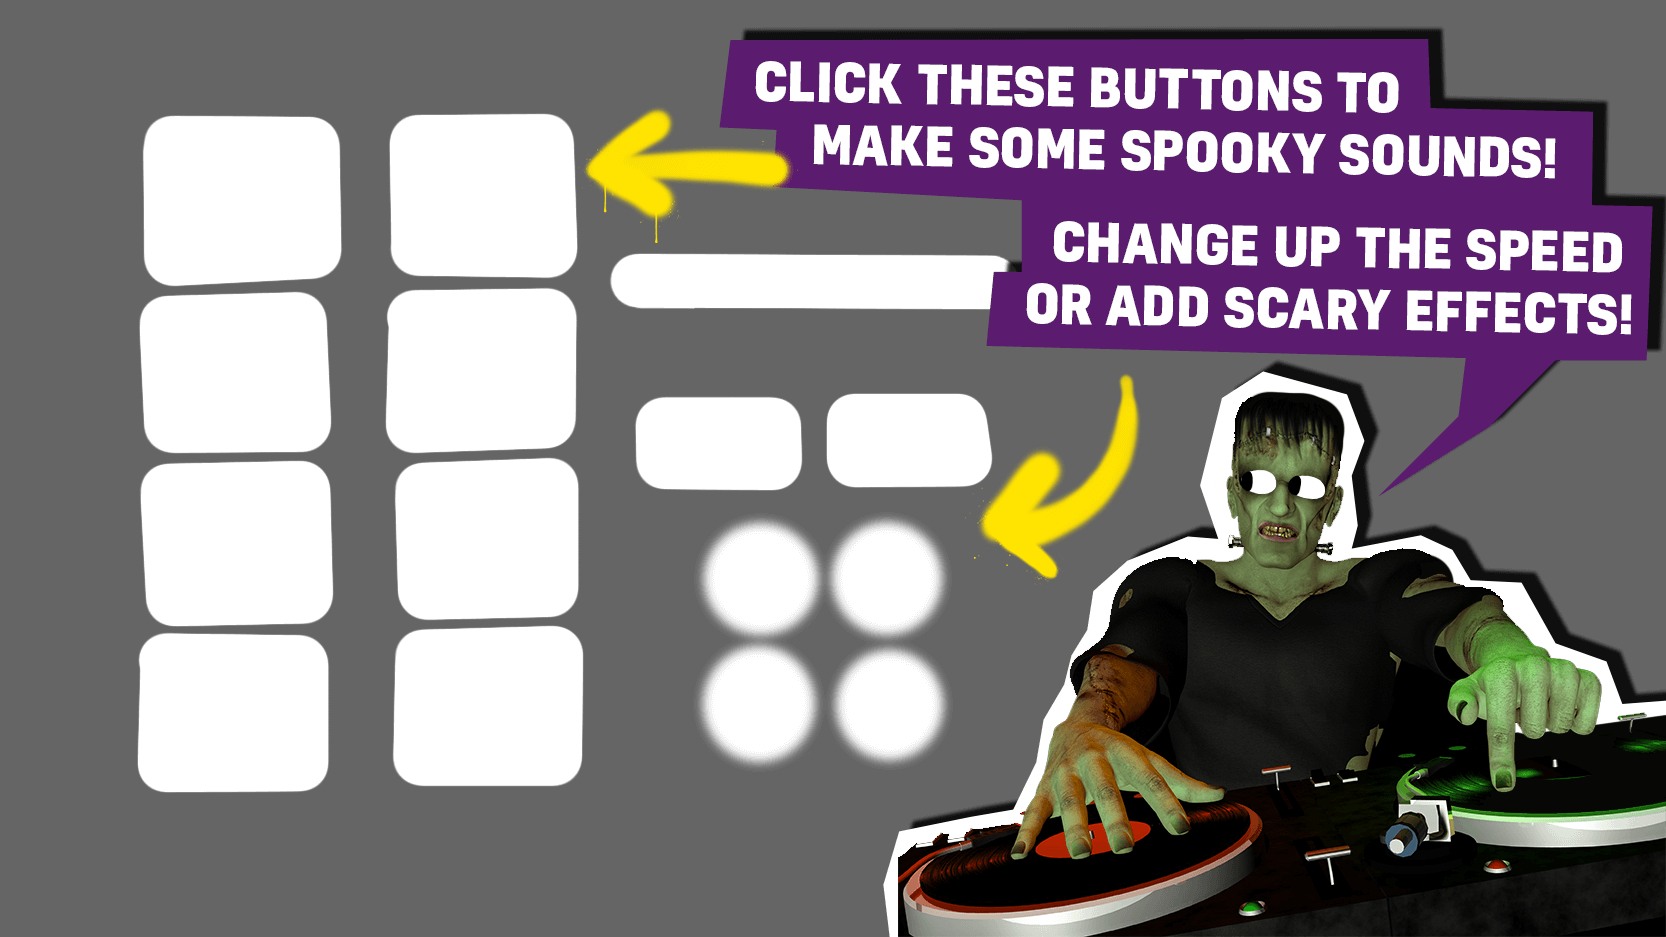 CLICK THESE BUTTONS TO
MAKE SOME SPOOKY SOUNDS!
CHANGE UP THE SPEED
OR ADD SCARY EFFECTS!